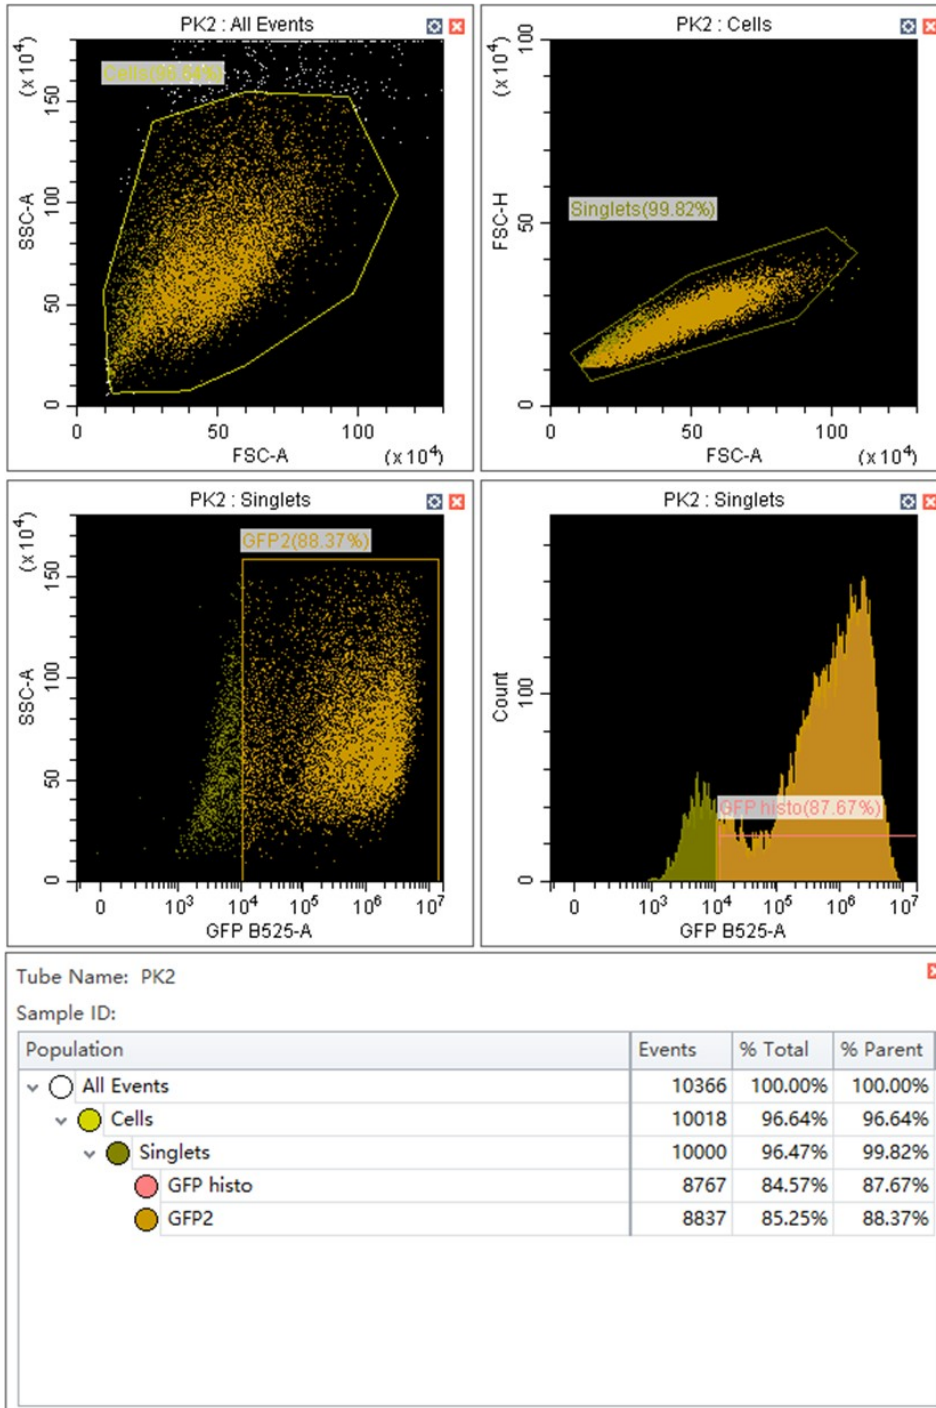 PK2 : All Events
Cells(96.64%)
(x 10⁴)
150
100
50
0
SSC-A
0 50 100
FSC-A (x 10⁴)
PK2 : Cells
(x 10⁴)
100
50
0
FSC-H
Singlets(99.82%)
0 50 100
FSC-A (x 10⁴)
PK2 : Singlets
GFP2(88.37%)
(x 10⁴)
150
100
50
0
SSC-A
0 10³ 10⁴ 10⁵ 10⁶ 10⁷
GFP B525-A
PK2 : Singlets
Count
100
0
GFP histo(87.67%)
0 10³ 10⁴ 10⁵ 10⁶ 10⁷
GFP B525-A
Tube Name: PK2
Sample ID:
Population Events % Total % Parent
All Events 10366 100.00% 100.00%
Cells 10018 96.64% 96.64%
Singlets 10000 96.47% 99.82%
GFP histo 8767 84.57% 87.67%
GFP2 8837 85.25% 88.37%